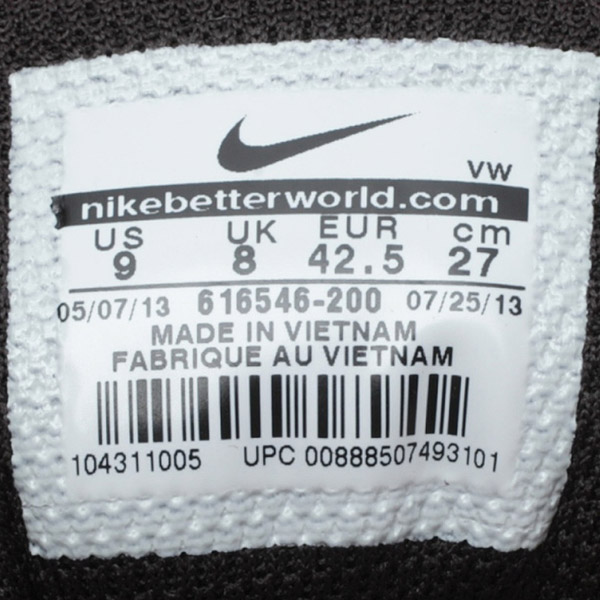 VW
nikebetterworld.com
US UK EUR cm
9 8 42.5 27
05/07/13 616546-200 07/25/13
MADE IN VIETNAM
FABRIQUE AU VIETNAM
104311005 UPC 00888507493101